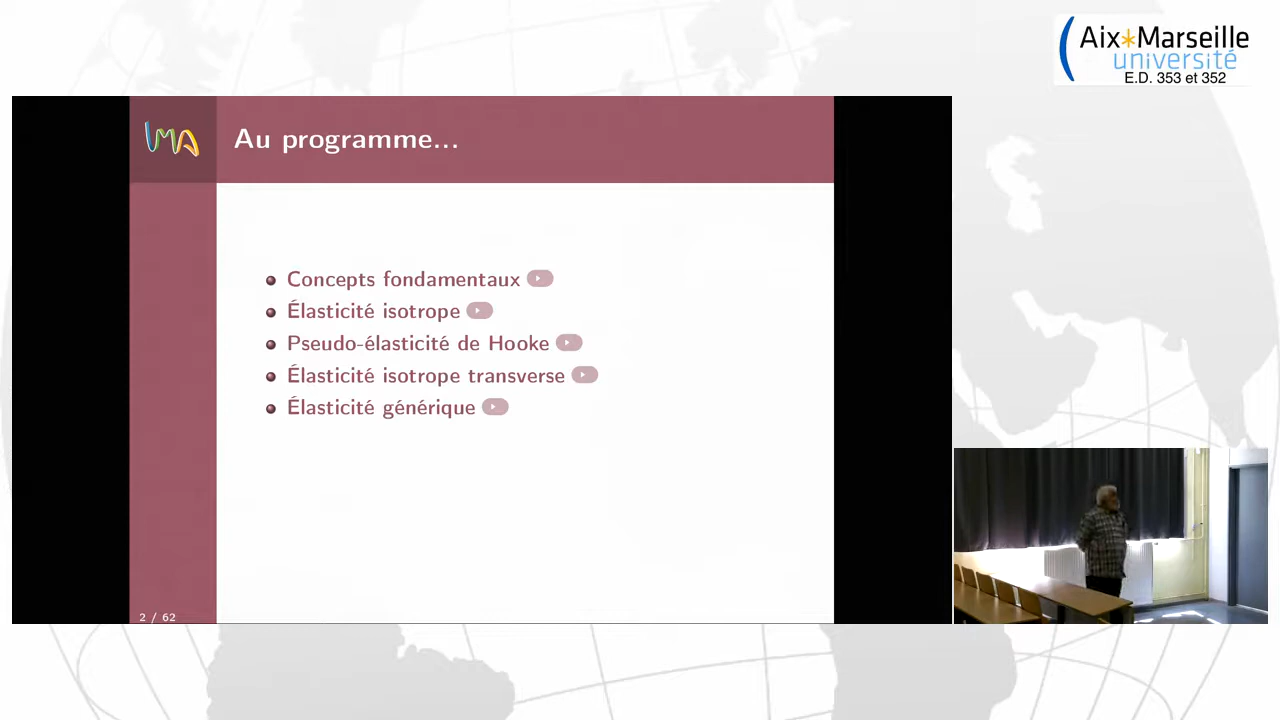 Aix*Marseille
université
E.D. 353 et 352
LMA
Au programme...
Concepts fondamentaux
Élasticité isotrope
Pseudo-élasticité de Hooke
Élasticité isotrope transverse
Élasticité générique
2 / 62